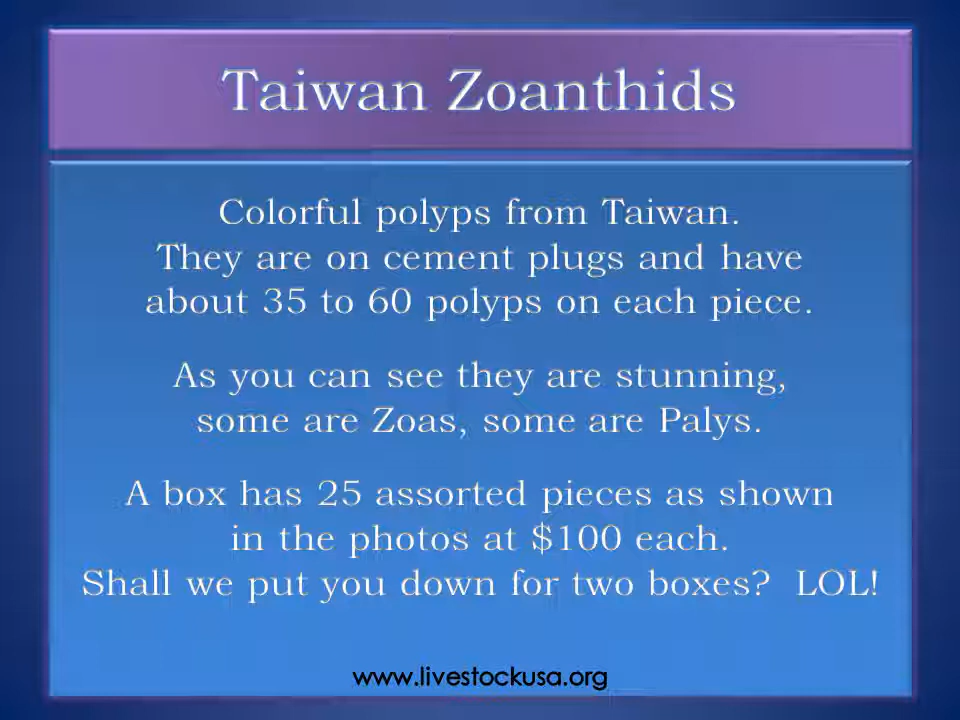 Taiwan Zoanthids
Colorful polyps from Taiwan.
They are on cement plugs and have
about 35 to 60 polyps on each piece.
As you can see they are stunning,
some are Zoas, some are Palys.
A box has 25 assorted pieces as shown
in the photos at $100 each.
Shall we put you down for two boxes?  LOL!
www.livestockusa.org